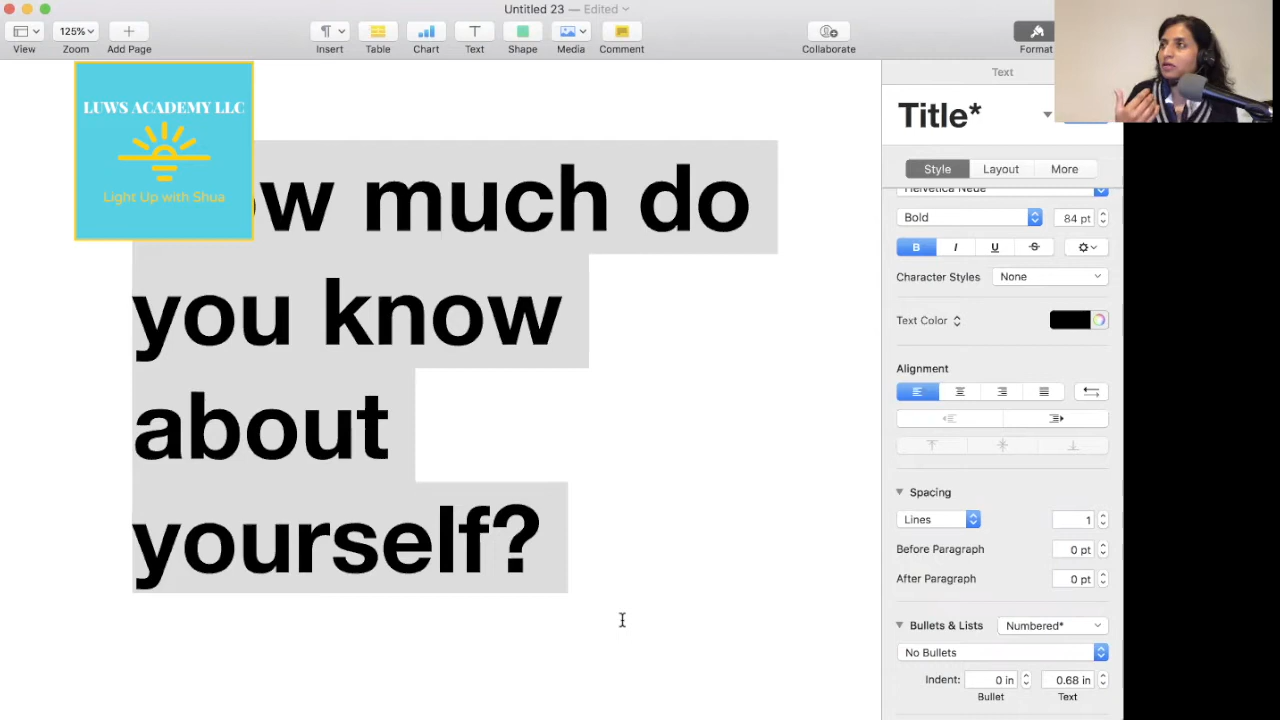 Untitled 23 — Edited
View
125%
Zoom
Add Page
Insert
Table
Chart
Text
Shape
Media
Comment
Collaborate
Format
LUWS ACADEMY LLC
Light Up with Shua
much do
you know
about
yourself?
Text
Title*
Style
Layout
More
Helvetica Neue
Bold
84 pt
B
I
U
S
Character Styles
None
Text Color
Alignment
Spacing
Lines
1
Before Paragraph
0 pt
After Paragraph
0 pt
Bullets & Lists
Numbered*
No Bullets
Indent:
0 in
0.68 in
Bullet
Text